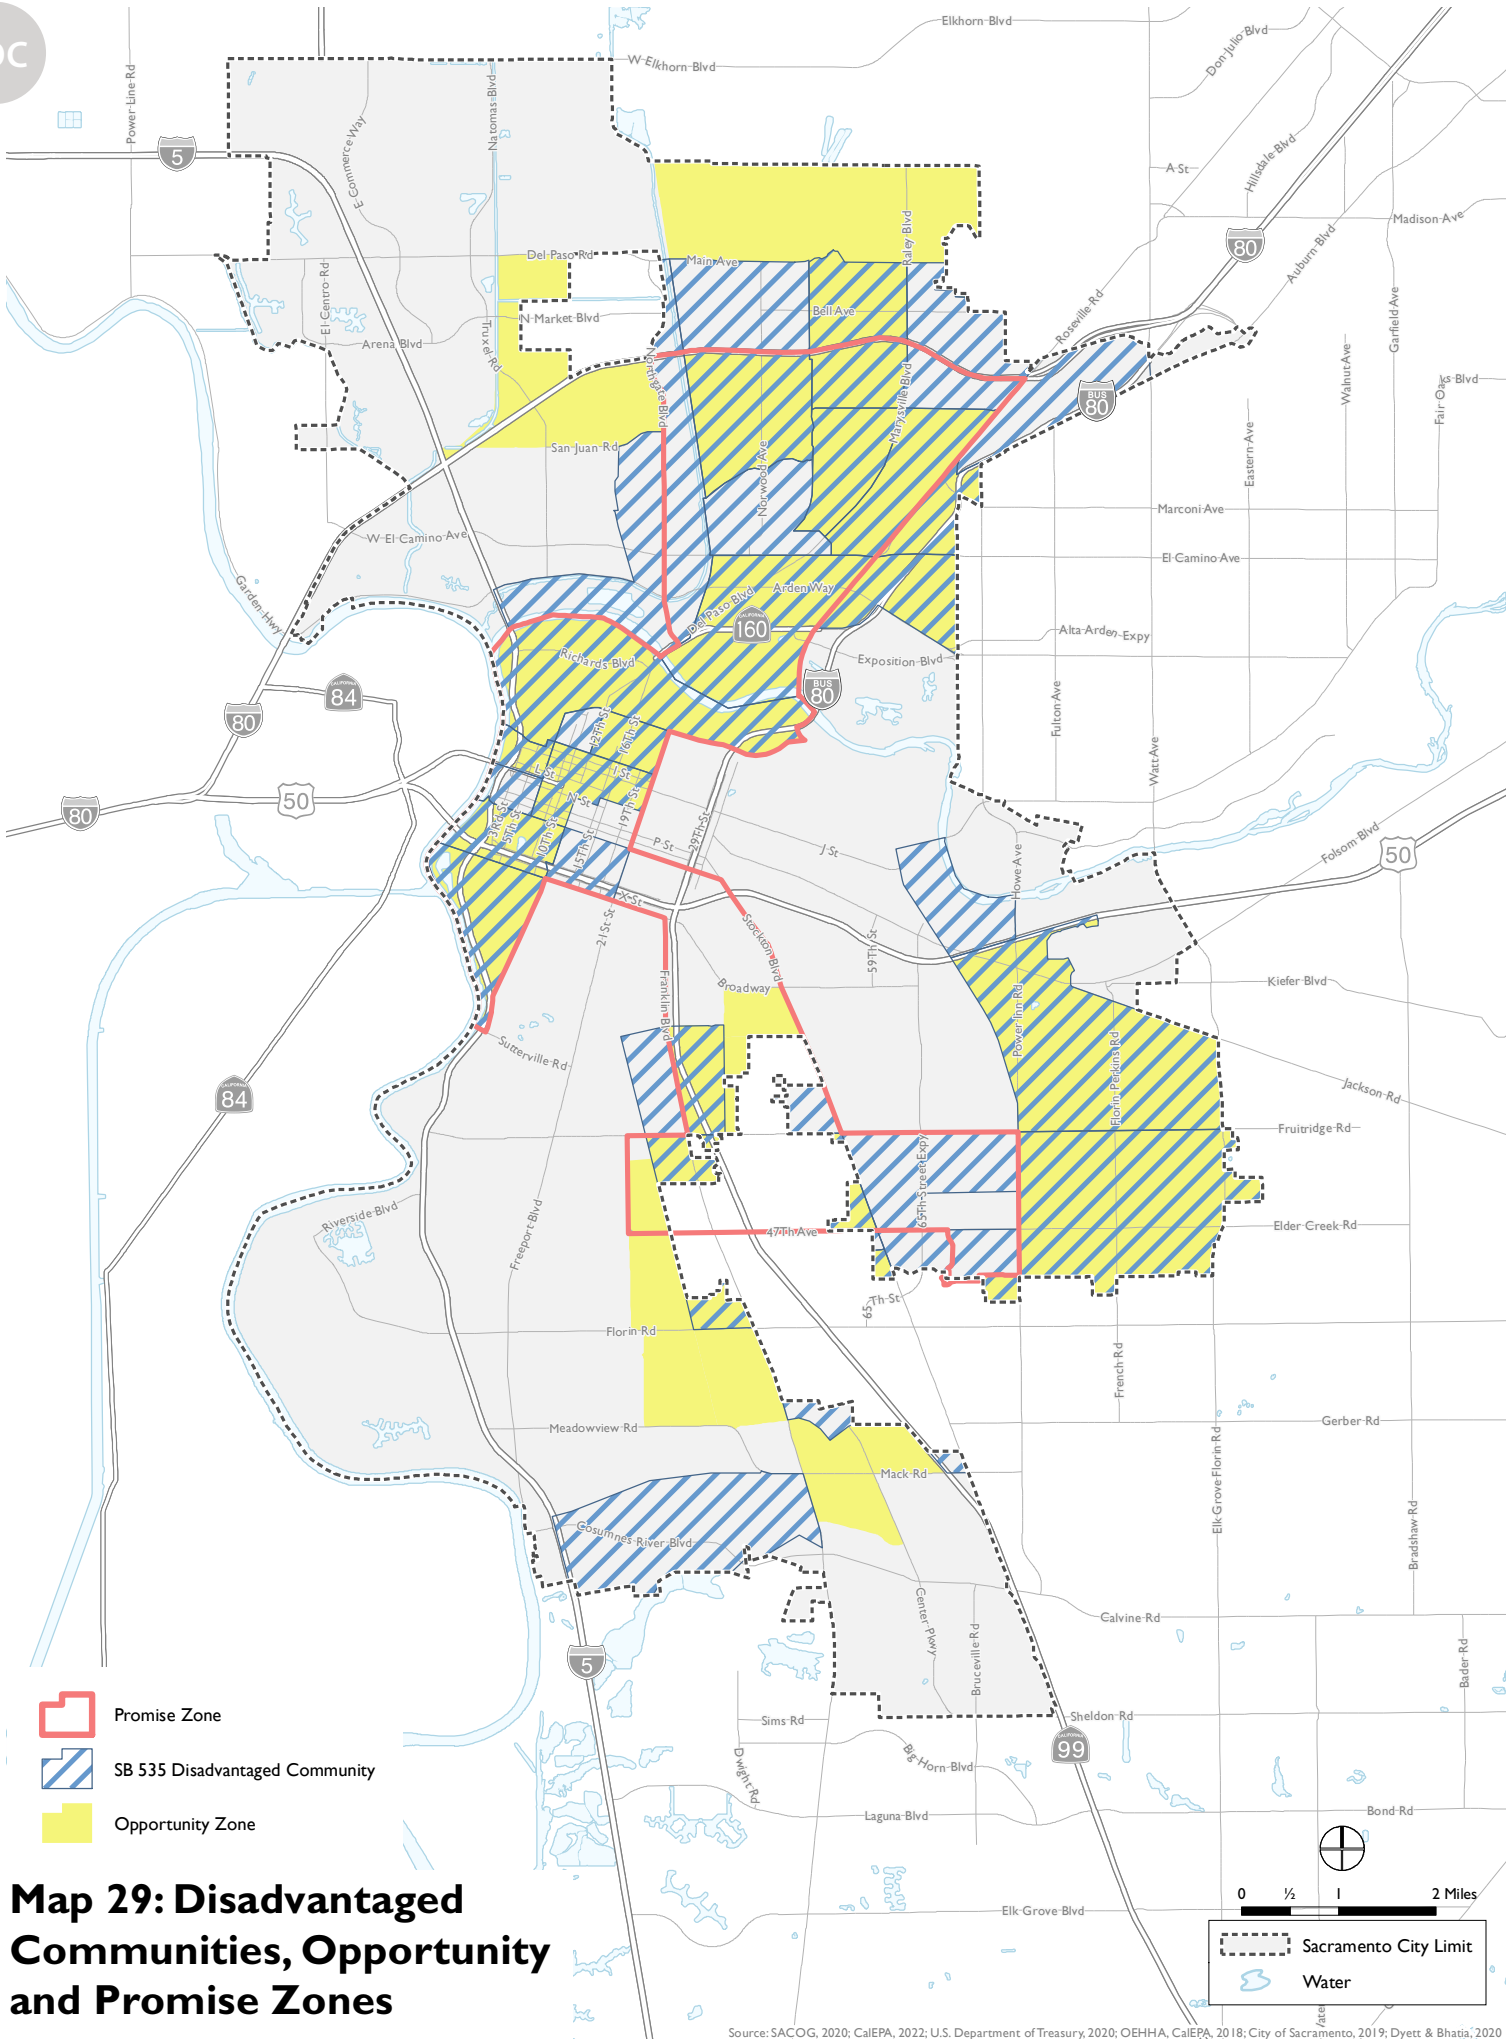 DC
Elkhorn Blvd
W Elkhorn Blvd
Don Julio Blvd
Power Line Rd
E Commerce Way
Natomas Blvd
5
A St
Hillsdale Blvd
Madison Ave
Raley Blvd
80
Auburn Blvd
Del Paso Rd
Main Ave
El Centro Rd
N Market Blvd
Bell Ave
Roseville Rd
Garfield Ave
Arena Blvd
Truxel Rd
Northgate Blvd
Marysville Blvd
Walnut Ave
Fair Oaks Blvd
BUS
80
San Juan Rd
Norwood Ave
Eastern Ave
Marconi Ave
W El Camino Ave
El Camino Ave
Garden Hwy
Arden Way
Del Paso Blvd
CALIFORNIA
160
Alta Arden Expy
Richards Blvd
Exposition Blvd
CALIFORNIA
84
BUS
80
80
Fulton Ave
Watt Ave
12Th St
16Th St
L St
I St
50
N St
80
3Rd St
5Th St
10Th St
15Th St
19Th St
29Th St
P St
J St
Howe Ave
Folsom Blvd
50
X St
21St St
Stockton Blvd
59Th St
Franklin Blvd
Broadway
Kiefer Blvd
Power Inn Rd
Sutterville Rd
Florin Perkins Rd
CALIFORNIA
84
Jackson Rd
Fruitridge Rd
65Th Street Expy
Riverside Blvd
Freeport Blvd
47Th Ave
Elder Creek Rd
65Th St
Florin Rd
French Rd
Meadowview Rd
Gerber Rd
Mack Rd
Elk Grove Florin Rd
Bradshaw Rd
Cosumnes River Blvd
Center Pkwy
Bruceville Rd
Calvine Rd
Bader Rd
5
Sims Rd
Sheldon Rd
CALIFORNIA
99
Big Horn Blvd
Dwight Rd
Laguna Blvd
Bond Rd
Elk Grove Blvd
Promise Zone
SB 535 Disadvantaged Community
Opportunity Zone
Map 29: Disadvantaged
Communities, Opportunity
and Promise Zones
0 ½ 1 2 Miles
Sacramento City Limit
Water
Source: SACOG, 2020; CalEPA, 2022; U.S. Department of Treasury, 2020; OEHHA, CalEPA, 2018; City of Sacramento, 2019; Dyett & Bhatia, 2020